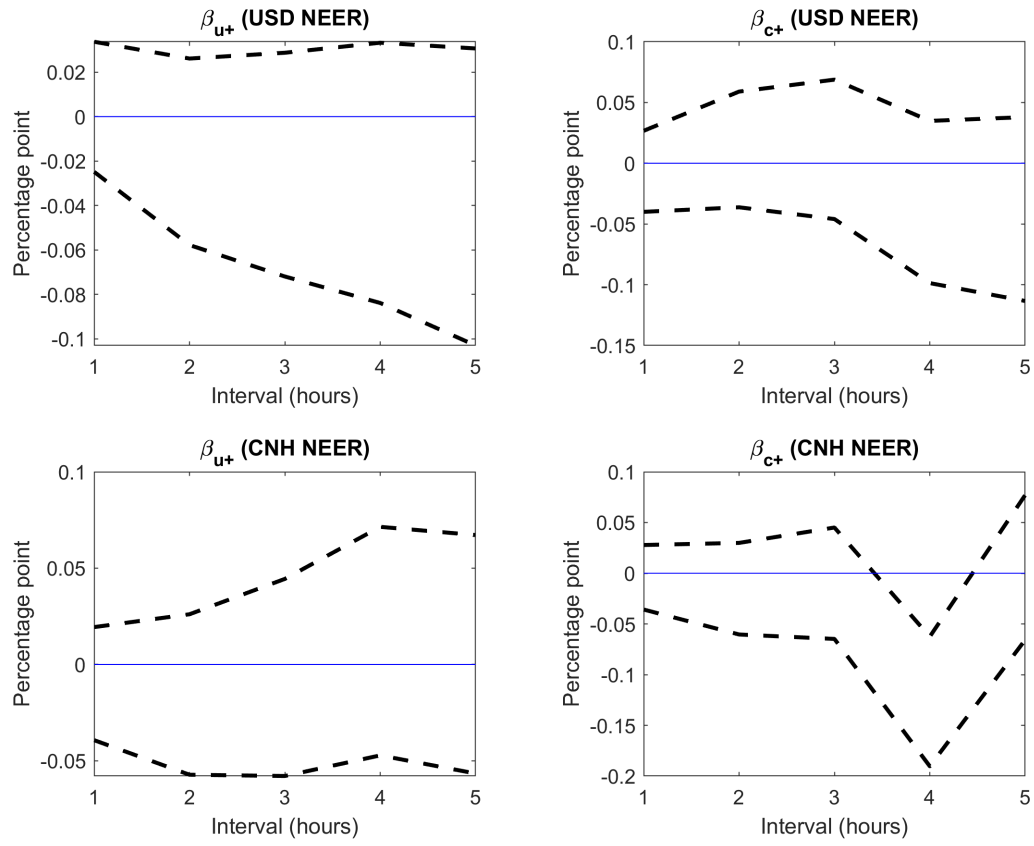 β_u+ (USD NEER)
0.02
0
-0.02
-0.04
-0.06
-0.08
-0.1
Percentage point
1 2 3 4 5
Interval (hours)
β_c+ (USD NEER)
0.1
0.05
0
-0.05
-0.1
-0.15
Percentage point
1 2 3 4 5
Interval (hours)
β_u+ (CNH NEER)
0.1
0.05
0
-0.05
Percentage point
1 2 3 4 5
Interval (hours)
β_c+ (CNH NEER)
0.1
0.05
0
-0.05
-0.1
-0.15
-0.2
Percentage point
1 2 3 4 5
Interval (hours)